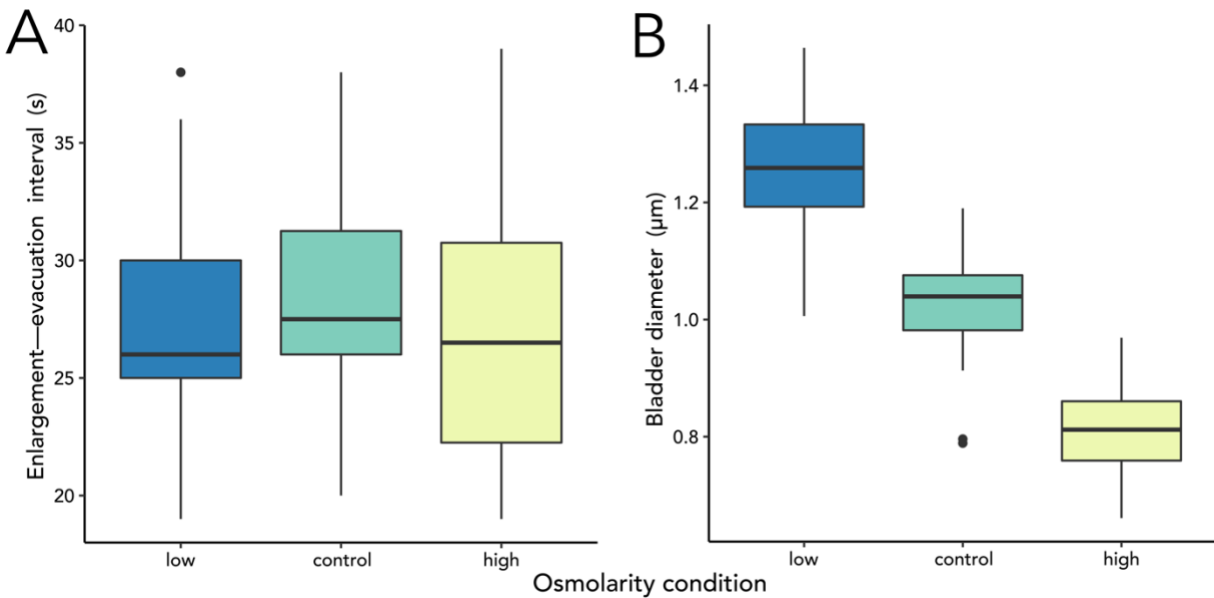 A
Enlargement—evacuation interval (s)
40
35
30
25
20
low control high
B
Bladder diameter (µm)
1.4
1.2
1.0
0.8
low control high
Osmolarity condition